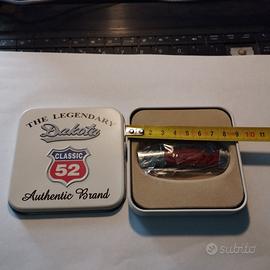 THE LEGENDARY
Dakota
CLASSIC
52
Authentic Brand
1 2 3 4 5 6 7 8 9 10 11
subito